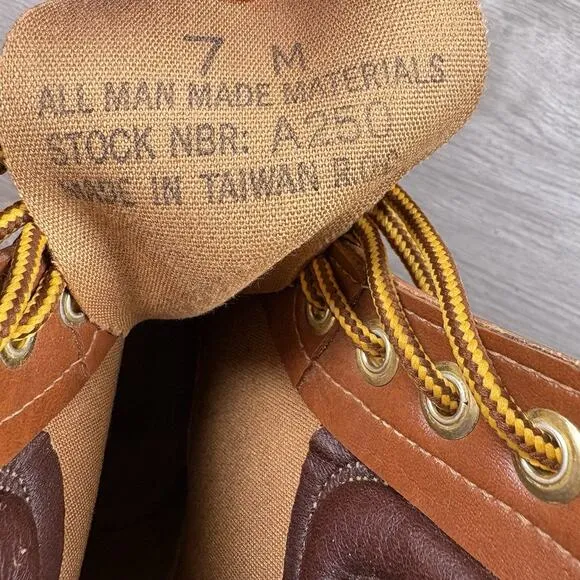 7 M
ALL MAN MADE MATERIALS
STOCK NBR: A250
MADE IN TAIWAN R.O.C.